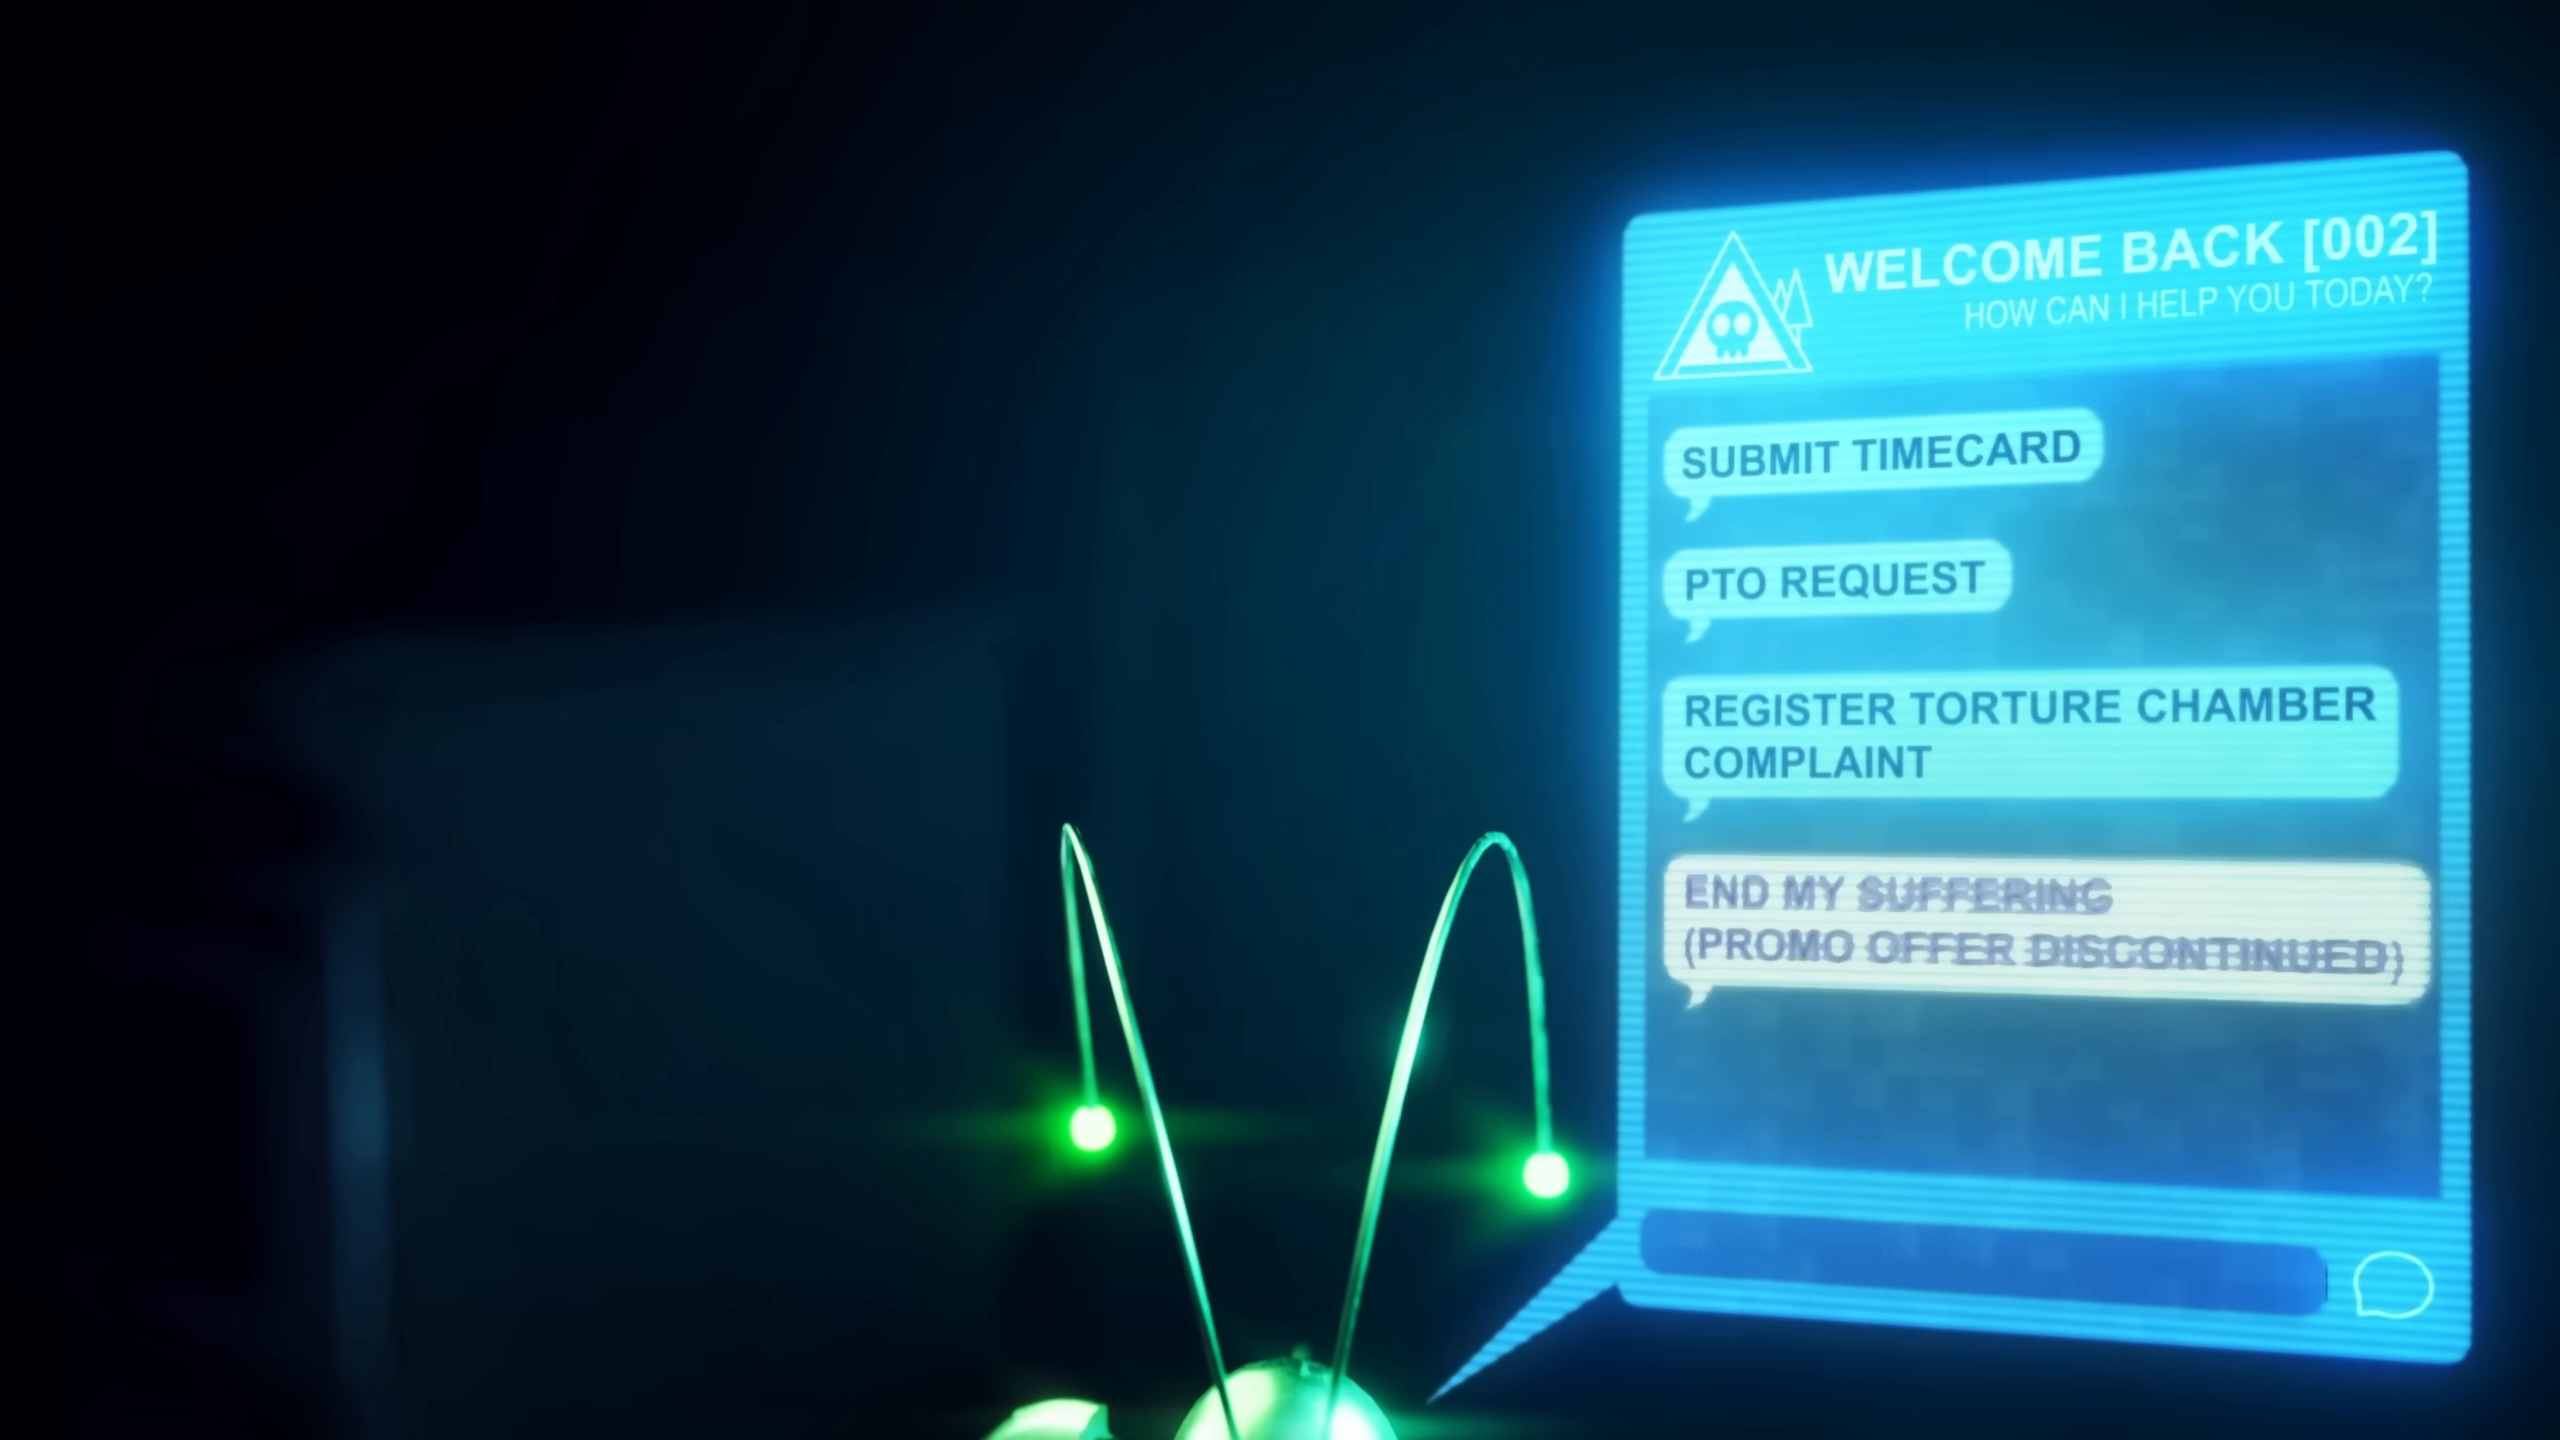 WELCOME BACK [002]
HOW CAN I HELP YOU TODAY?
SUBMIT TIMECARD
PTO REQUEST
REGISTER TORTURE CHAMBER
COMPLAINT
END MY SUFFERING
(PROMO OFFER DISCONTINUED)